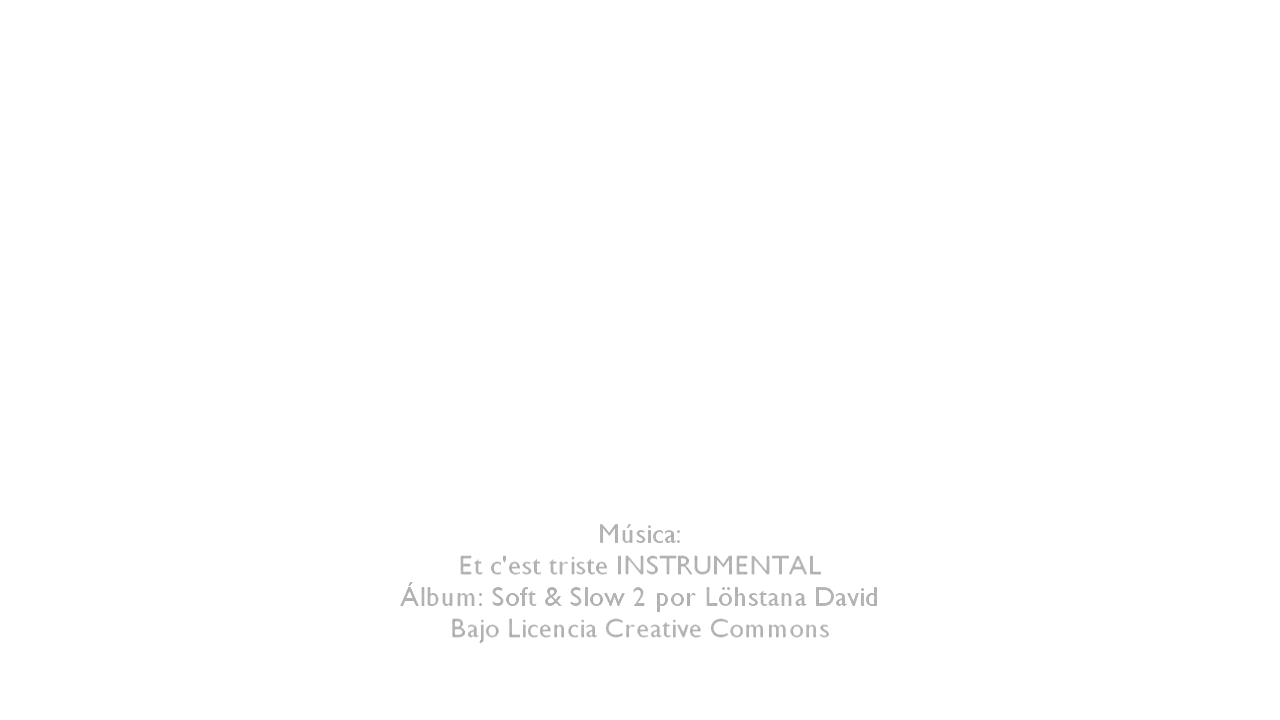 Música:
Et c'est triste INSTRUMENTAL
Álbum: Soft & Slow 2 por Löhstana David
Bajo Licencia Creative Commons